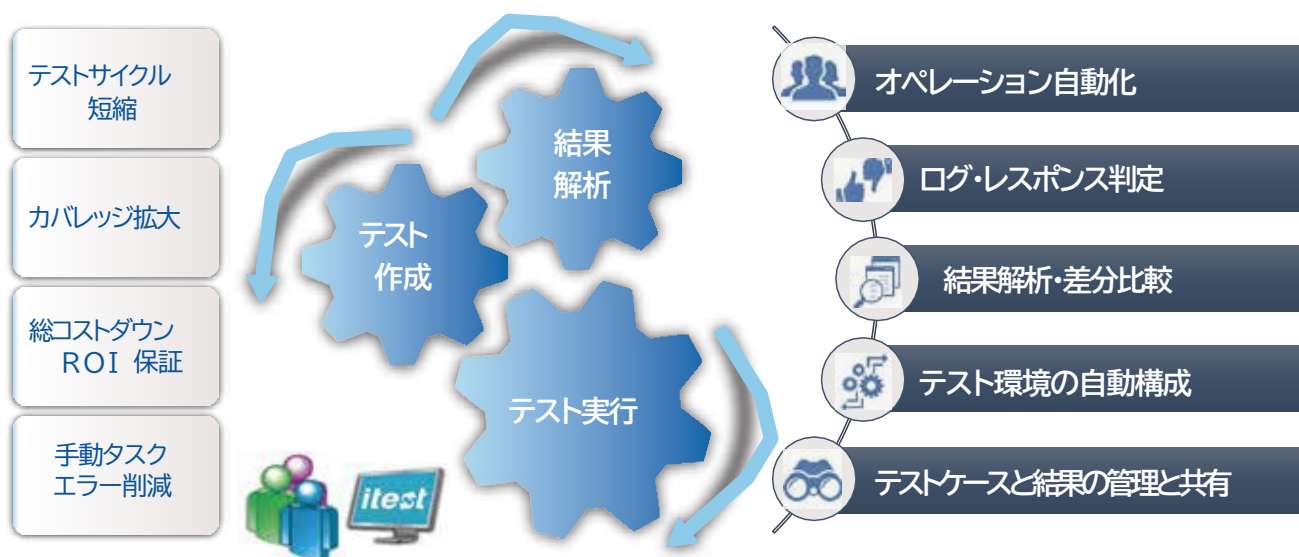 テストサイクル
短縮
カバレッジ拡大
総コストダウン
ROI 保証
手動タスク
エラー削減
結果
解析
テスト
作成
テスト実行
itest
オペレーション自動化
ログ・レスポンス判定
結果解析・差分比較
テスト環境の自動構成
テストケースと結果の管理と共有